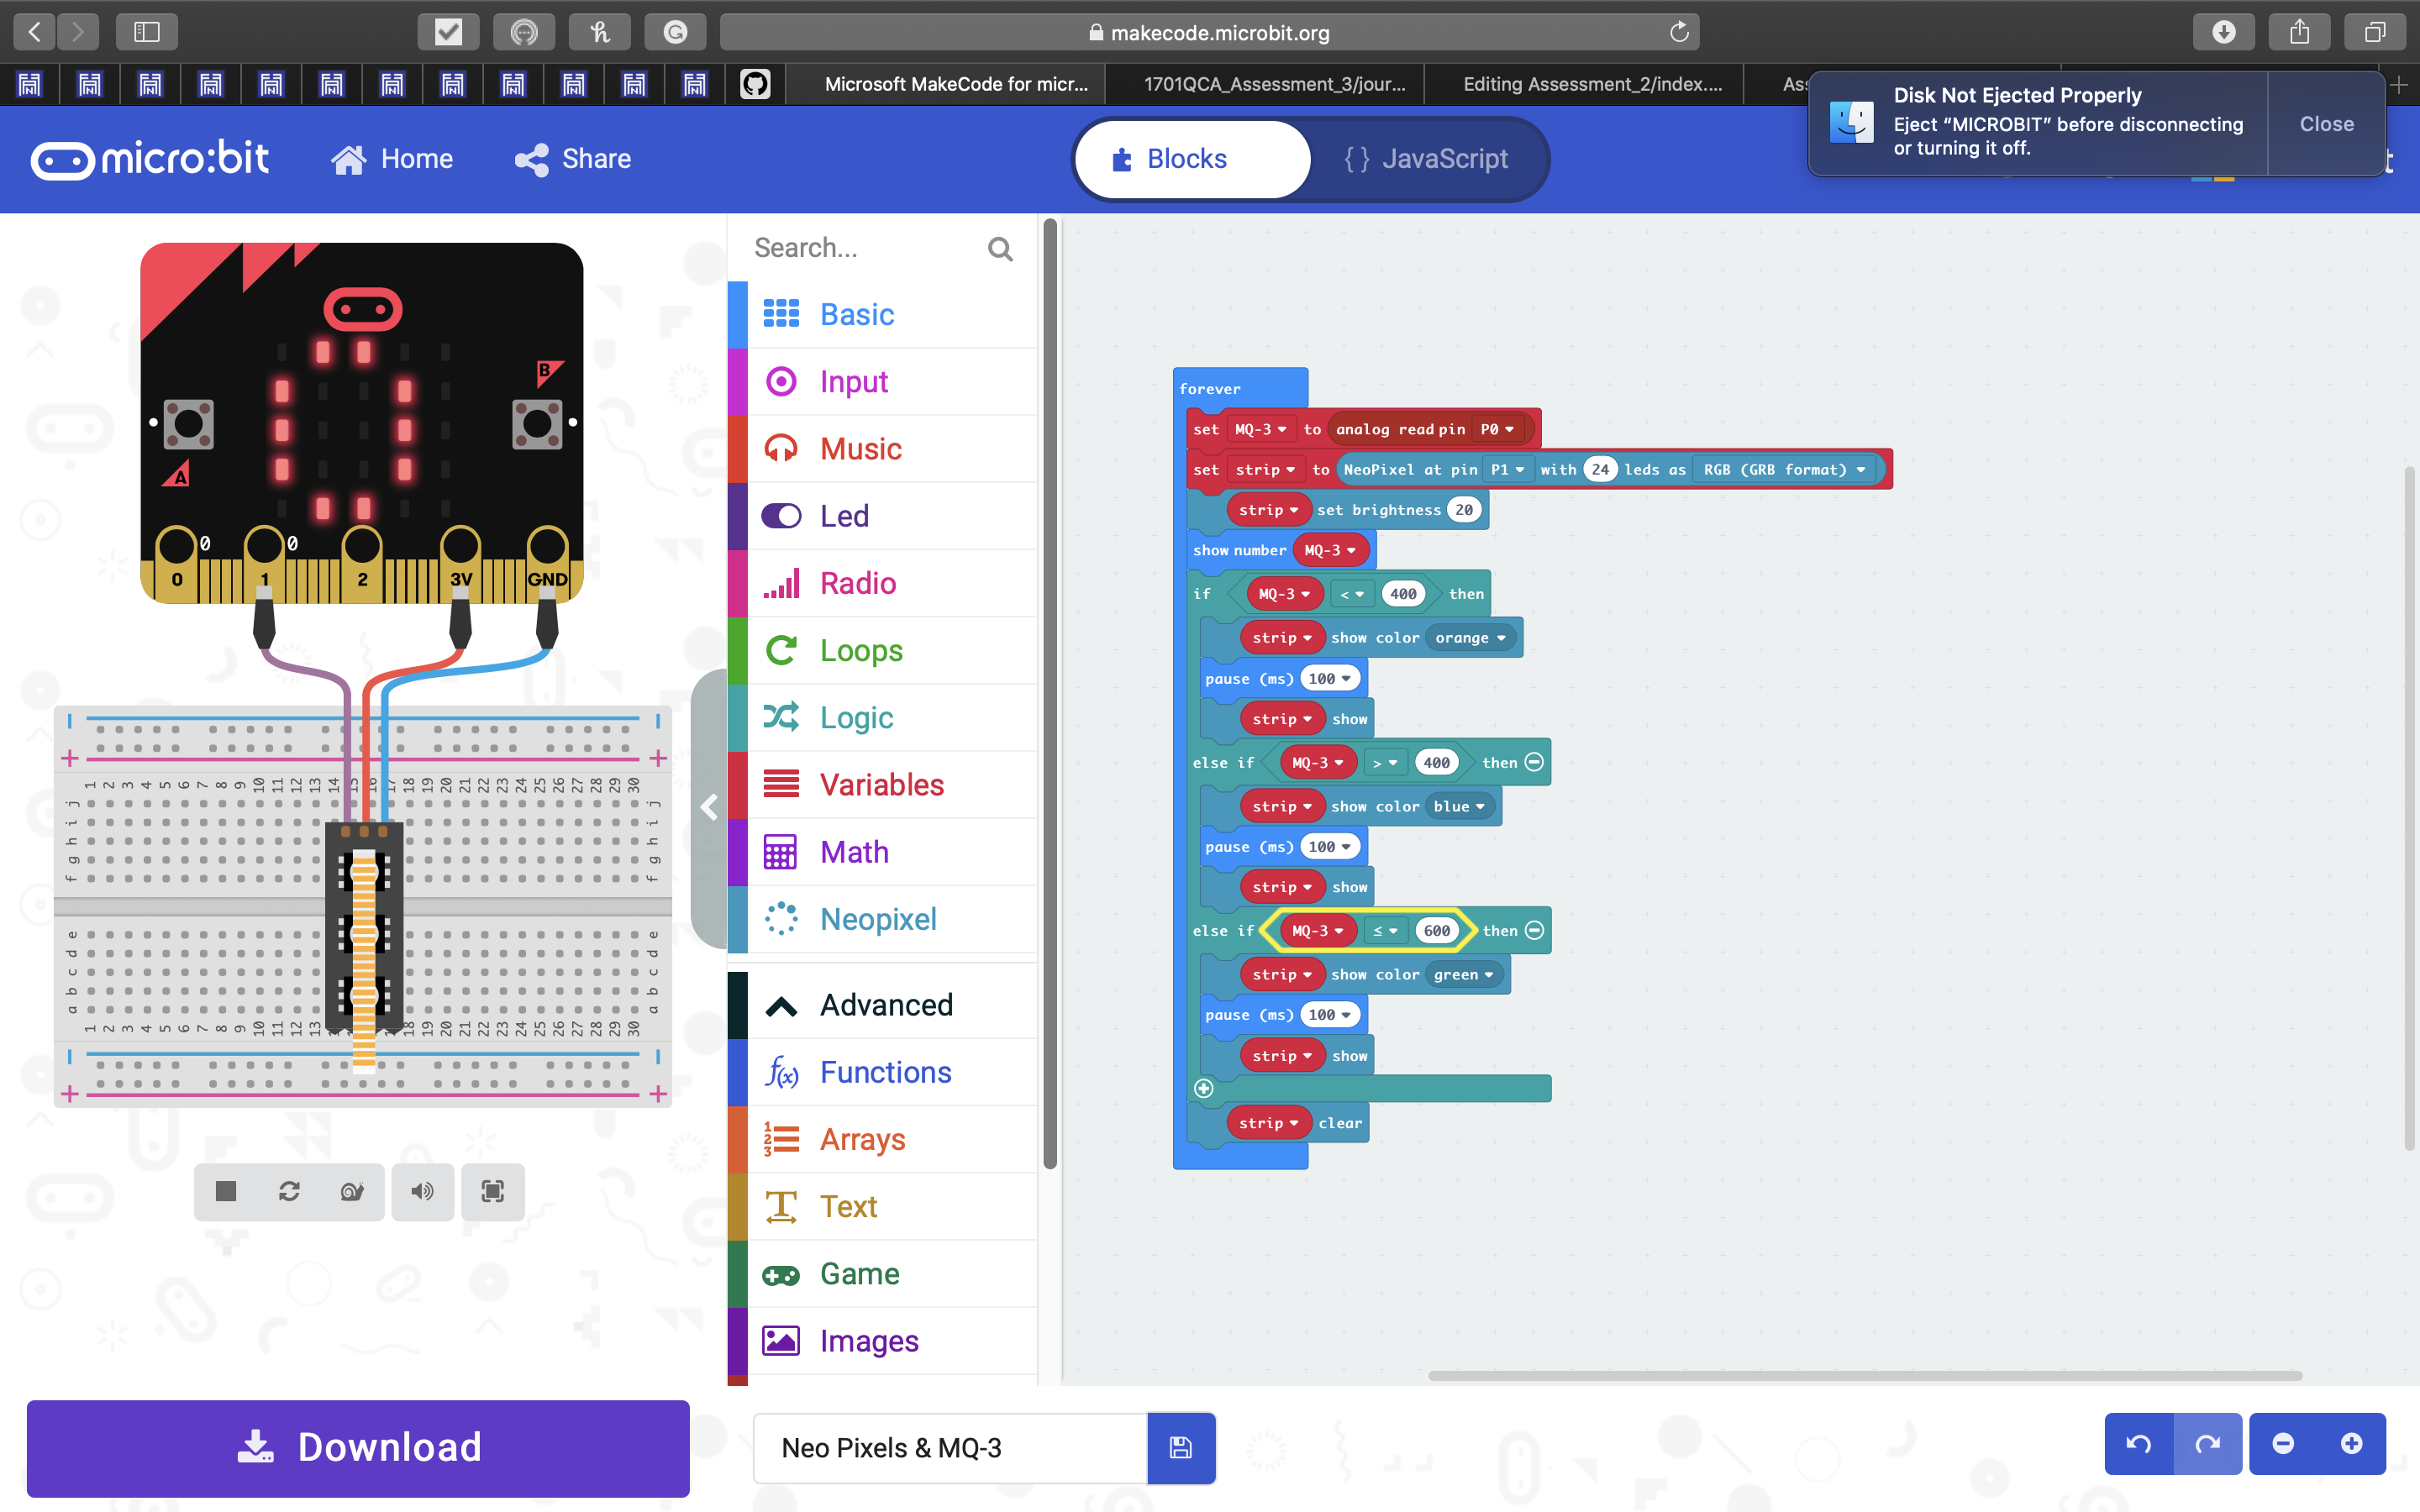 makecode.microbit.org
Microsoft MakeCode for micr...
1701QCA_Assessment_3/jour...
Editing Assessment_2/index....
Disk Not Ejected Properly
Eject “MICROBIT” before disconnecting
or turning it off.
Close
micro:bit
Home
Share
Blocks
{ } JavaScript
Search...
Basic
Input
Music
Led
Radio
Loops
Logic
Variables
Math
Neopixel
Advanced
Functions
Arrays
Text
Game
Images
A
B
0
0
0 1 2 3V GND
forever
set MQ-3 to analog read pin P0
set strip to NeoPixel at pin P1 with 24 leds as RGB (GRB format)
strip set brightness 20
show number MQ-3
if MQ-3 < 400 then
strip show color orange
pause (ms) 100
strip show
else if MQ-3 > 400 then
strip show color blue
pause (ms) 100
strip show
else if MQ-3 ≤ 600 then
strip show color green
pause (ms) 100
strip show
strip clear
Download
Neo Pixels & MQ-3